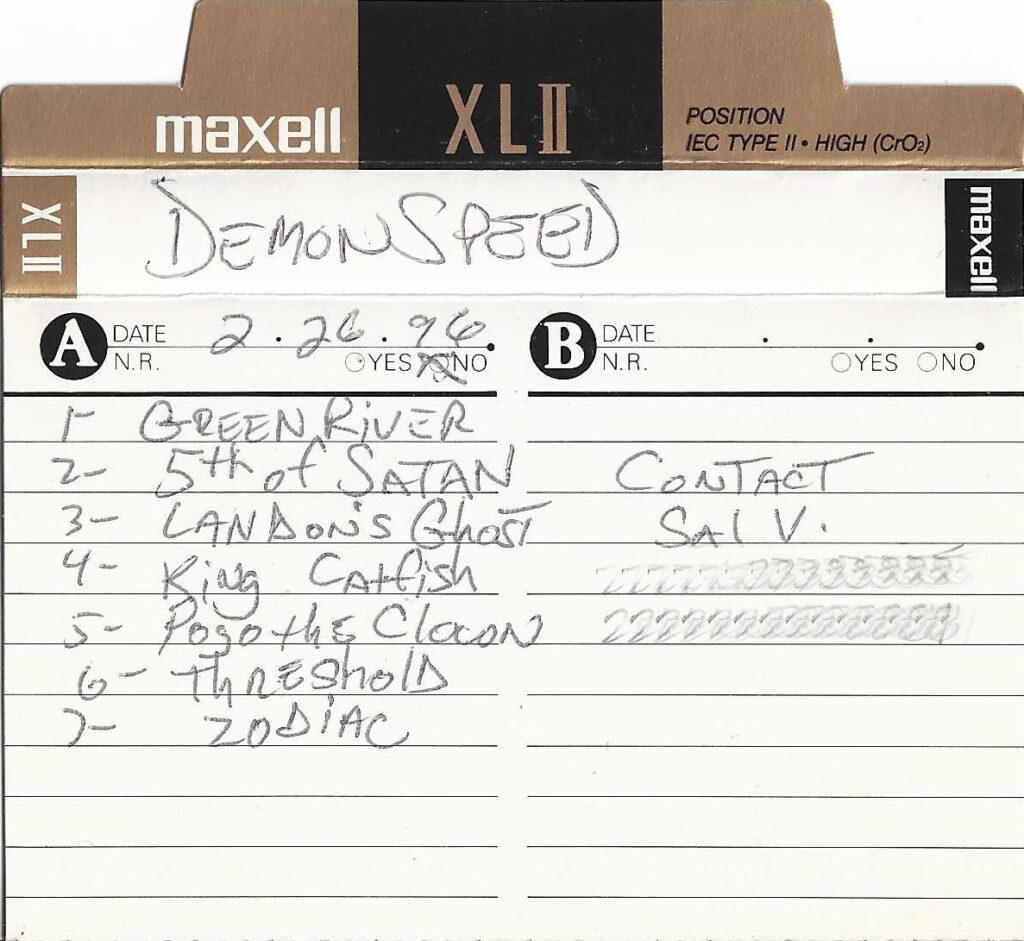 maxell
XLII
POSITION
IEC TYPE II • HIGH (CrO₂)
XLII
DEMONSPEED
maxell
A DATE 2.26.96
N.R. YES NO
B DATE . .
N.R. YES NO
1- GREEN RiVER
2- 5th of SATAN
3- LANDON'S GhosT
4- King CAtfish
5- Pogo thE Clown
6- thREShOlD
7- ZODiAC
CONTACT
SAl V.